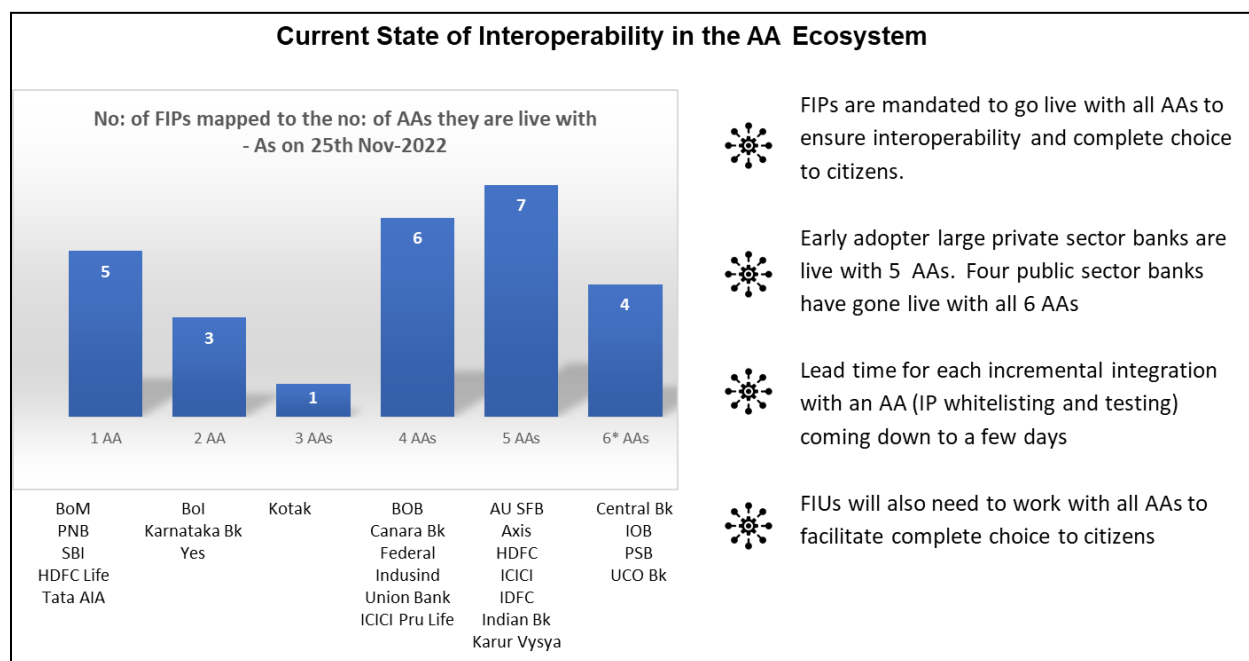 Current State of Interoperability in the AA Ecosystem
No: of FIPs mapped to the no: of AAs they are live with
- As on 25th Nov-2022
5
3
1
6
7
4
1 AA
2 AA
3 AAs
4 AAs
5 AAs
6* AAs
BoM
PNB
SBI
HDFC Life
Tata AIA
BoI
Karnataka Bk
Yes
Kotak
BOB
Canara Bk
Federal
Indusind
Union Bank
ICICI Pru Life
AU SFB
Axis
HDFC
ICICI
IDFC
Indian Bk
Karur Vysya
Central Bk
IOB
PSB
UCO Bk
FIPs are mandated to go live with all AAs to
ensure interoperability and complete choice
to citizens.
Early adopter large private sector banks are
live with 5 AAs. Four public sector banks
have gone live with all 6 AAs
Lead time for each incremental integration
with an AA (IP whitelisting and testing)
coming down to a few days
FIUs will also need to work with all AAs to
facilitate complete choice to citizens